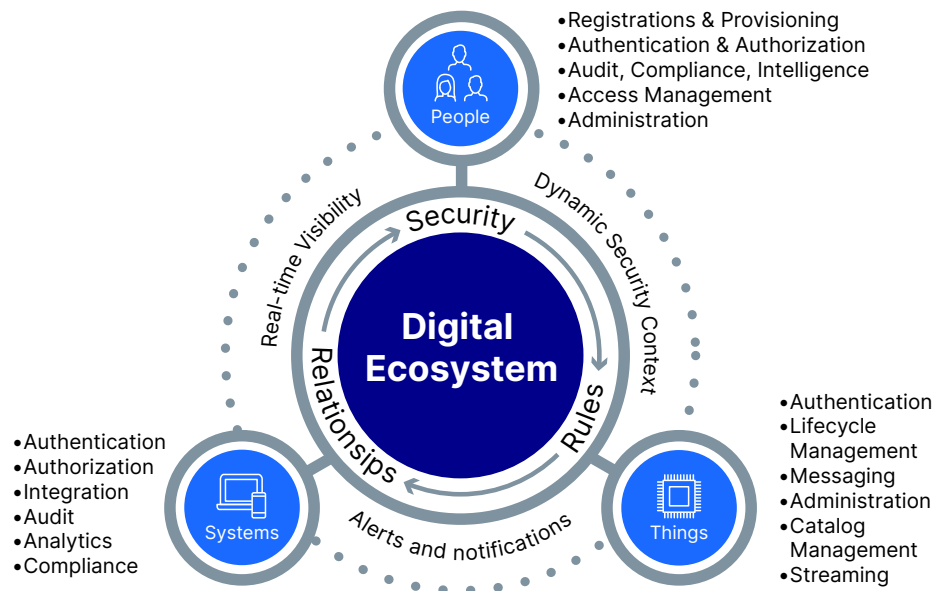 •Registrations & Provisioning
•Authentication & Authorization
•Audit, Compliance, Intelligence
•Access Management
•Administration
People
Real-time Visibility
Dynamic Security Context
Security
Digital
Ecosystem
Relationsips
Rules
Alerts and notifications
•Authentication
•Authorization
•Integration
•Audit
•Analytics
•Compliance
Systems
Things
•Authentication
•Lifecycle
Management
•Messaging
•Administration
•Catalog
Management
•Streaming